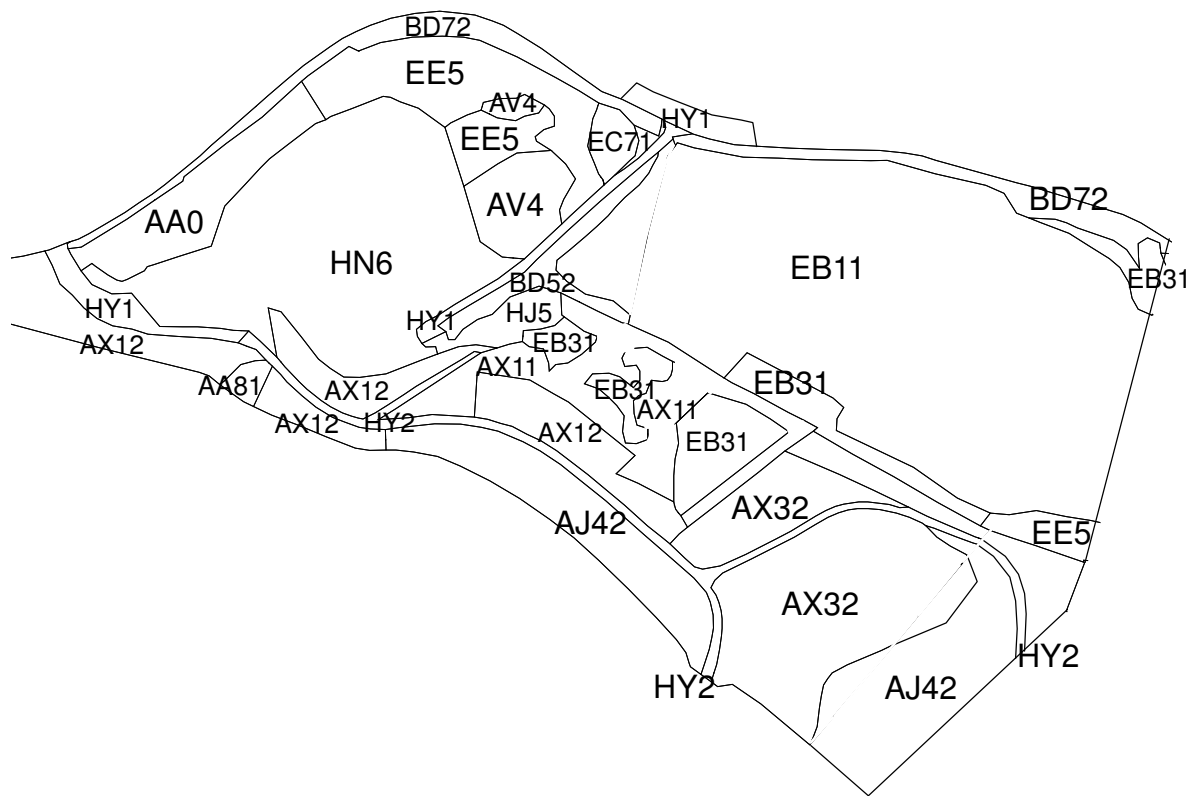 BD72
EE5
AV4
HY1
EE5
EC71
BD72
AV4
AA0
HN6
EB11
EB31
BD52
HY1
HJ5
HY1
AX12
EB31
AX11
AA81
AX12
EB31
EB31
AX11
AX12
HY2
AX12
EB31
AX32
AJ42
EE5
AX32
HY2
HY2
AJ42